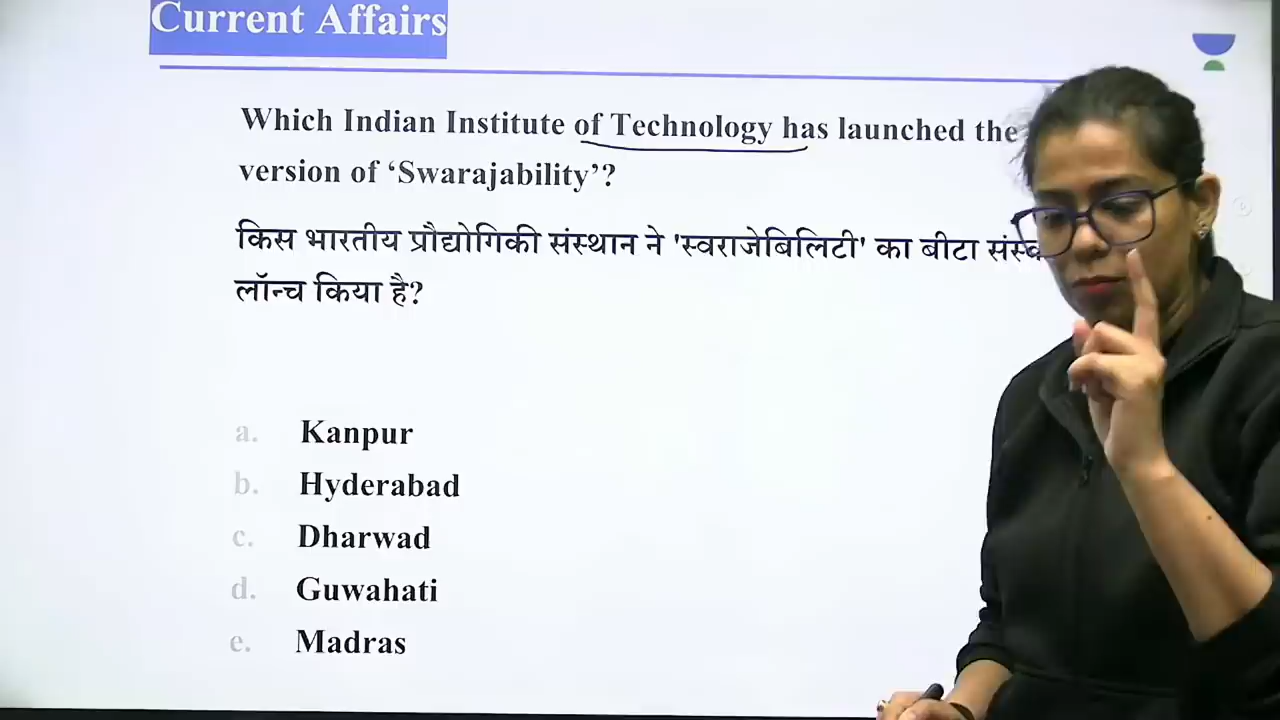 Current Affairs
Which Indian Institute of Technology has launched the
version of ‘Swarajability’?
किस भारतीय प्रौद्योगिकी संस्थान ने 'स्वराजेबिलिटी' का बीटा
लॉन्च किया है?
a. Kanpur
b. Hyderabad
c. Dharwad
d. Guwahati
e. Madras